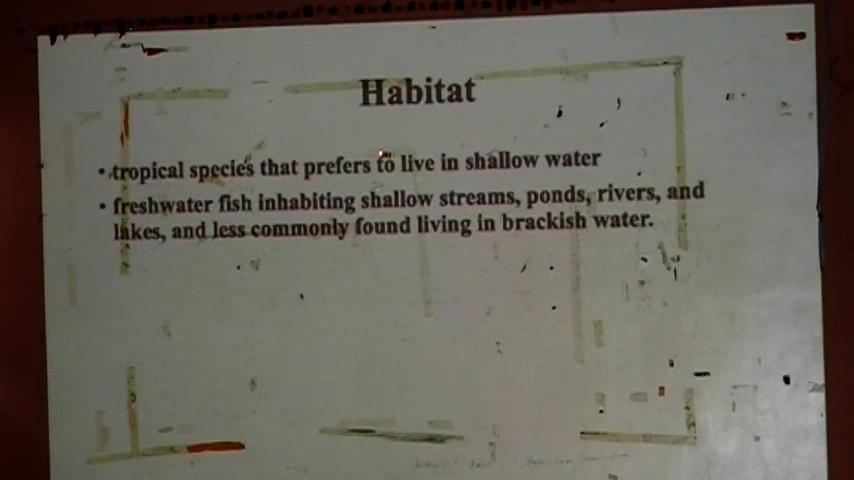 Habitat
• tropical species that prefers to live in shallow water
• freshwater fish inhabiting shallow streams, ponds, rivers, and
lakes, and less commonly found living in brackish water.